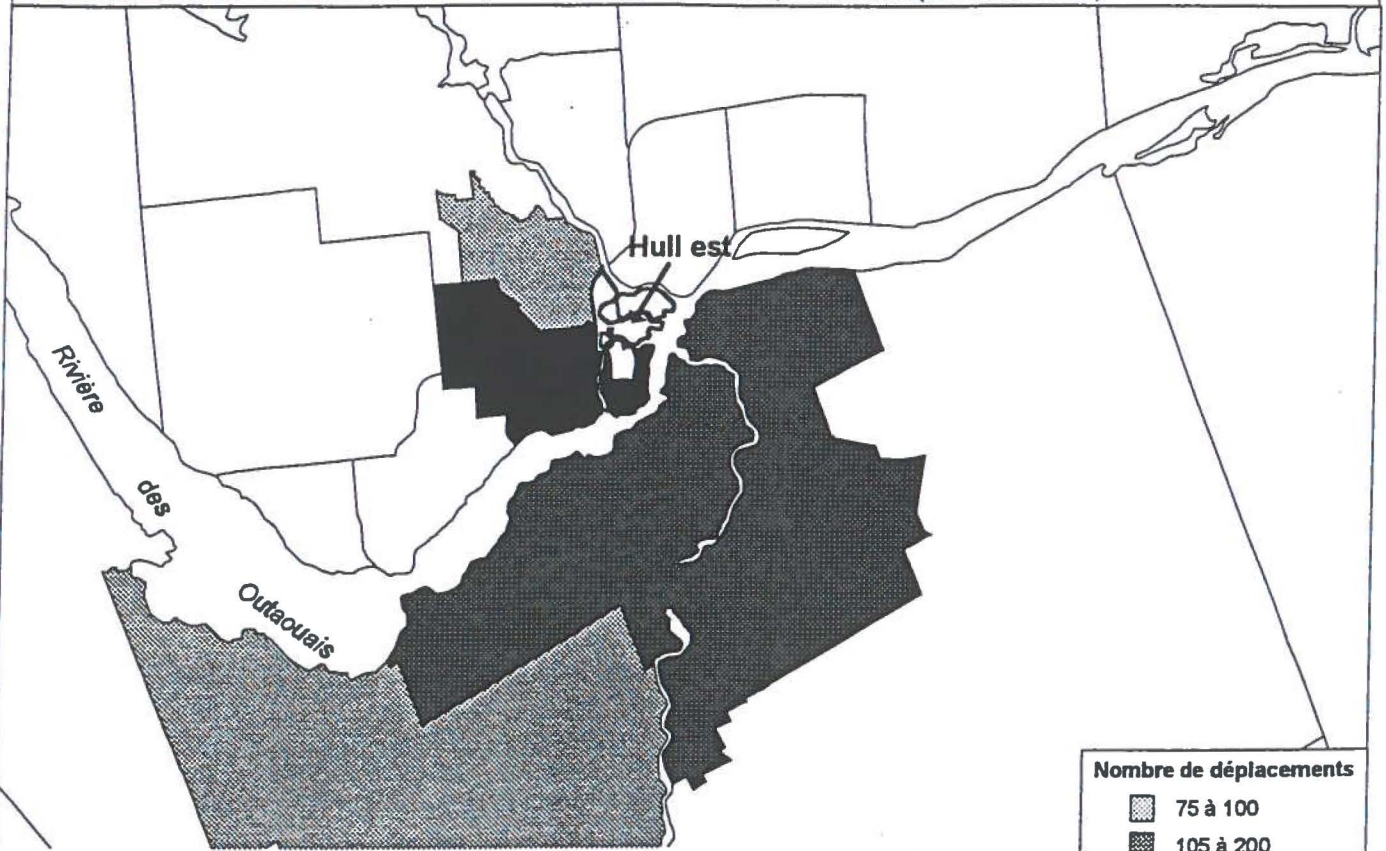 Hull est
Rivière
des
Outaouais
Nombre de déplacements
75 à 100
105 à 200